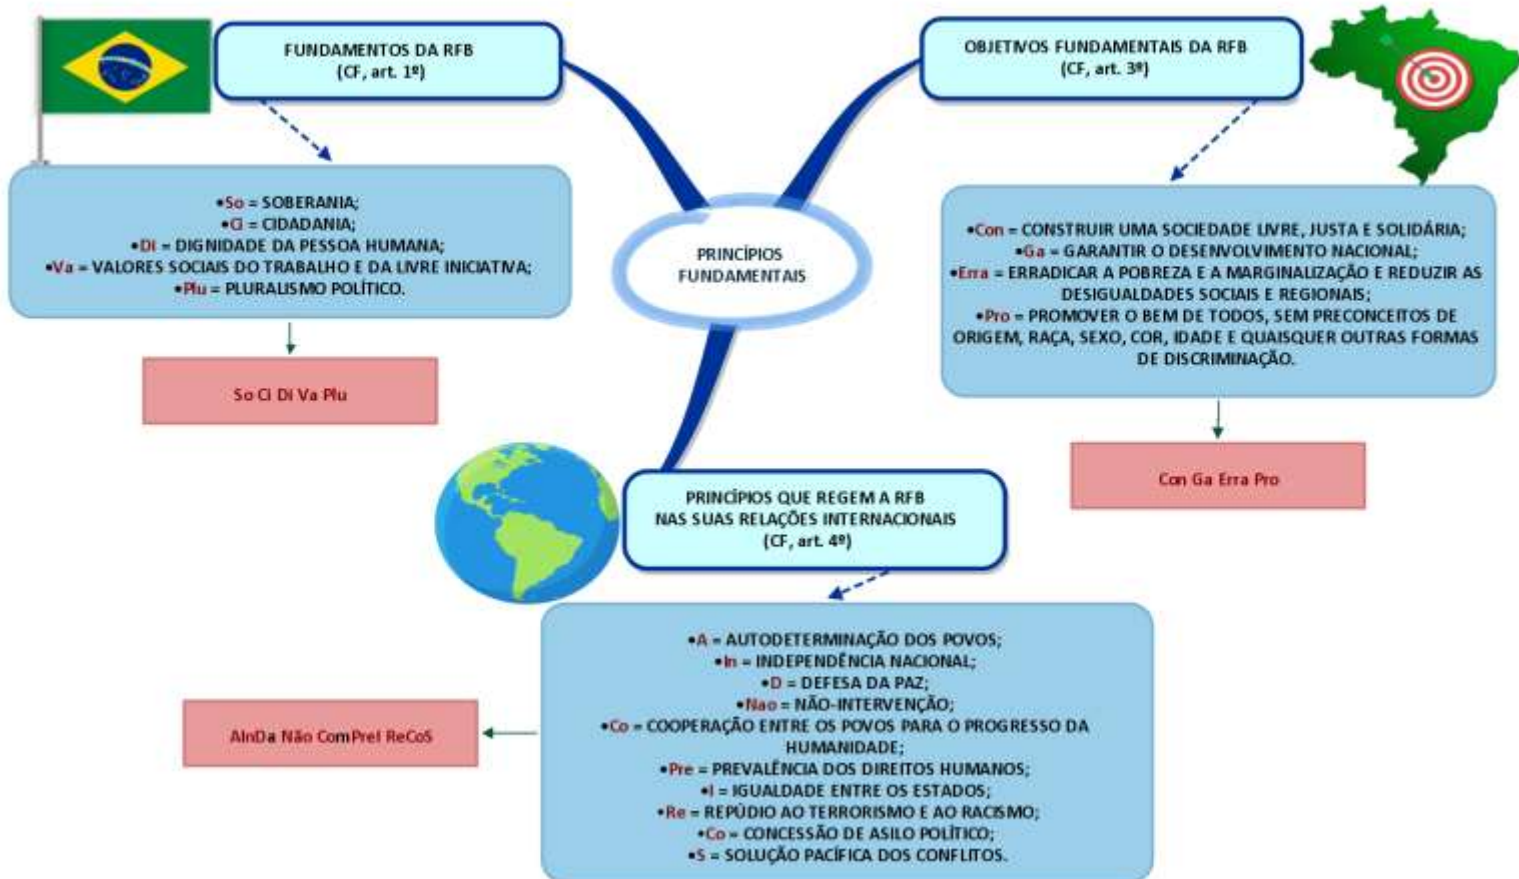 FUNDAMENTOS DA RFB
(CF, art. 1º)
•So = SOBERANIA;
•Ci = CIDADANIA;
•Di = DIGNIDADE DA PESSOA HUMANA;
•Va = VALORES SOCIAIS DO TRABALHO E DA LIVRE INICIATIVA;
•Plu = PLURALISMO POLÍTICO.
So Ci Di Va Plu
OBJETIVOS FUNDAMENTAIS DA RFB
(CF, art. 3º)
•Con = CONSTRUIR UMA SOCIEDADE LIVRE, JUSTA E SOLIDÁRIA;
•Ga = GARANTIR O DESENVOLVIMENTO NACIONAL;
•Erra = ERRADICAR A POBREZA E A MARGINALIZAÇÃO E REDUZIR AS
DESIGUALDADES SOCIAIS E REGIONAIS;
•Pro = PROMOVER O BEM DE TODOS, SEM PRECONCEITOS DE
ORIGEM, RAÇA, SEXO, COR, IDADE E QUAISQUER OUTRAS FORMAS
DE DISCRIMINAÇÃO.
Con Ga Erra Pro
PRINCÍPIOS
FUNDAMENTAIS
PRINCÍPIOS QUE REGEM A RFB
NAS SUAS RELAÇÕES INTERNACIONAIS
(CF, art. 4º)
•A = AUTODETERMINAÇÃO DOS POVOS;
•In = INDEPENDÊNCIA NACIONAL;
•D = DEFESA DA PAZ;
•Nao = NÃO-INTERVENÇÃO;
•Co = COOPERAÇÃO ENTRE OS POVOS PARA O PROGRESSO DA
HUMANIDADE;
•Pre = PREVALÊNCIA DOS DIREITOS HUMANOS;
•I = IGUALDADE ENTRE OS ESTADOS;
•Re = REPÚDIO AO TERRORISMO E AO RACISMO;
•Co = CONCESSÃO DE ASILO POLÍTICO;
•S = SOLUÇÃO PACÍFICA DOS CONFLITOS.
AInDa Não ComPreI ReCoS